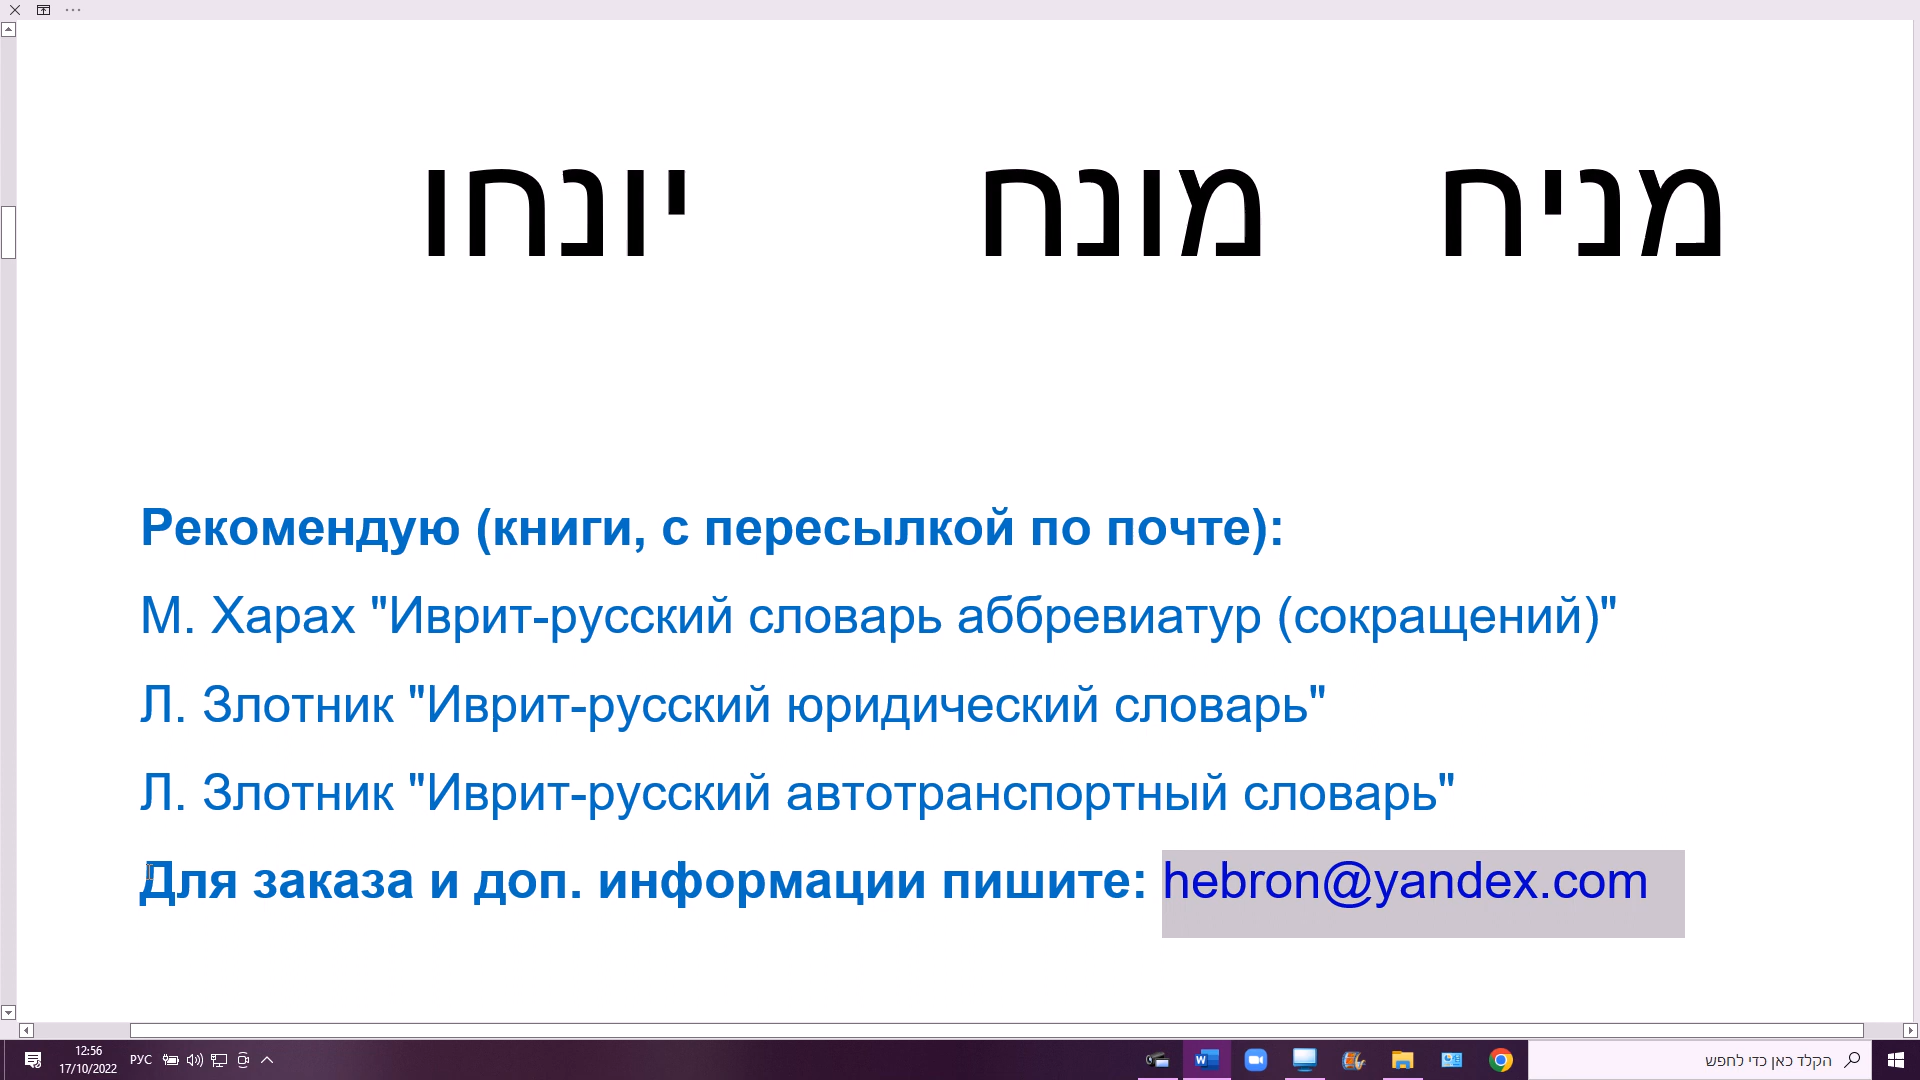 מניח מונח יונחו
Рекомендую (книги, с пересылкой по почте):
М. Харах "Иврит-русский словарь аббревиатур (сокращений)"
Л. Злотник "Иврит-русский юридический словарь"
Л. Злотник "Иврит-русский автотранспортный словарь"
Для заказа и доп. информации пишите: hebron@yandex.com
12:56
17/10/2022
РУС
הקלד כאן כדי לחפש